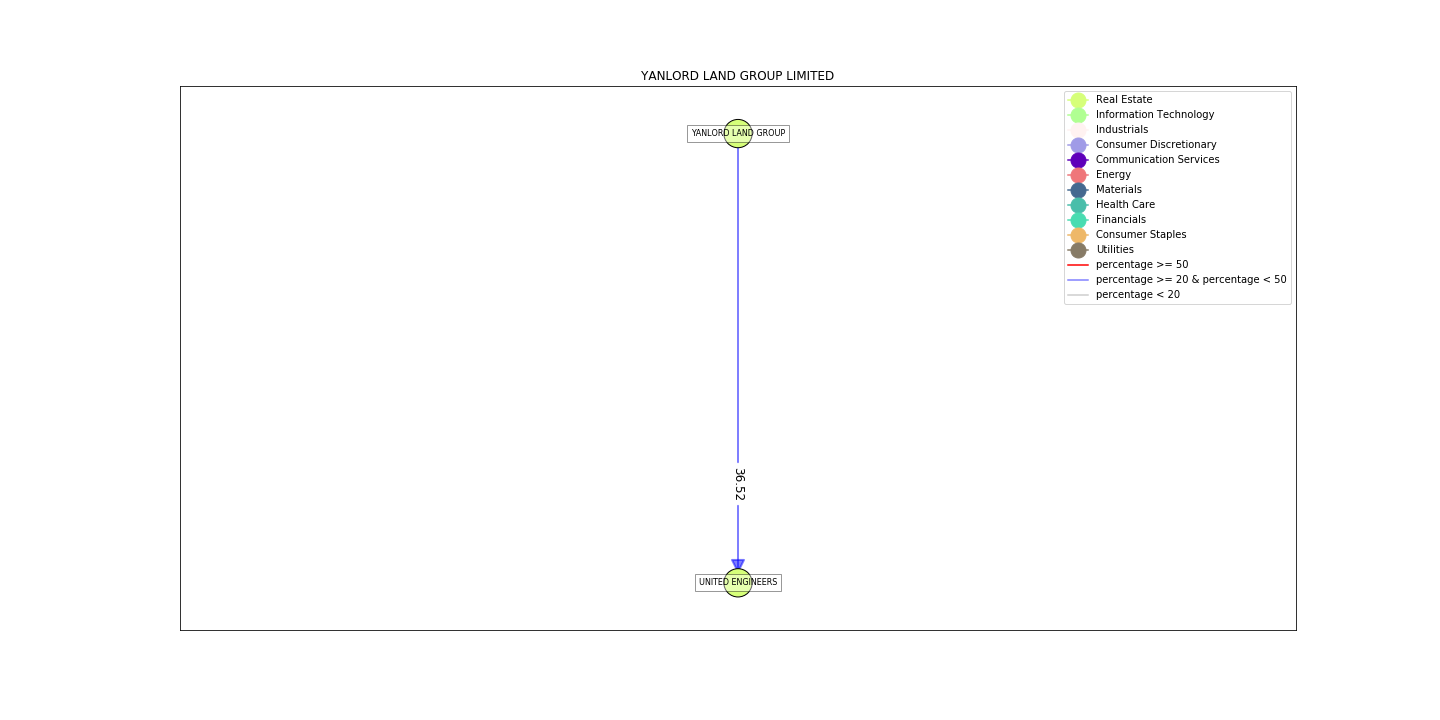 YANLORD LAND GROUP LIMITED
YANLORD LAND GROUP
36.52
UNITED ENGINEERS
Real Estate
Information Technology
Industrials
Consumer Discretionary
Communication Services
Energy
Materials
Health Care
Financials
Consumer Staples
Utilities
percentage >= 50
percentage >= 20 & percentage < 50
percentage < 20